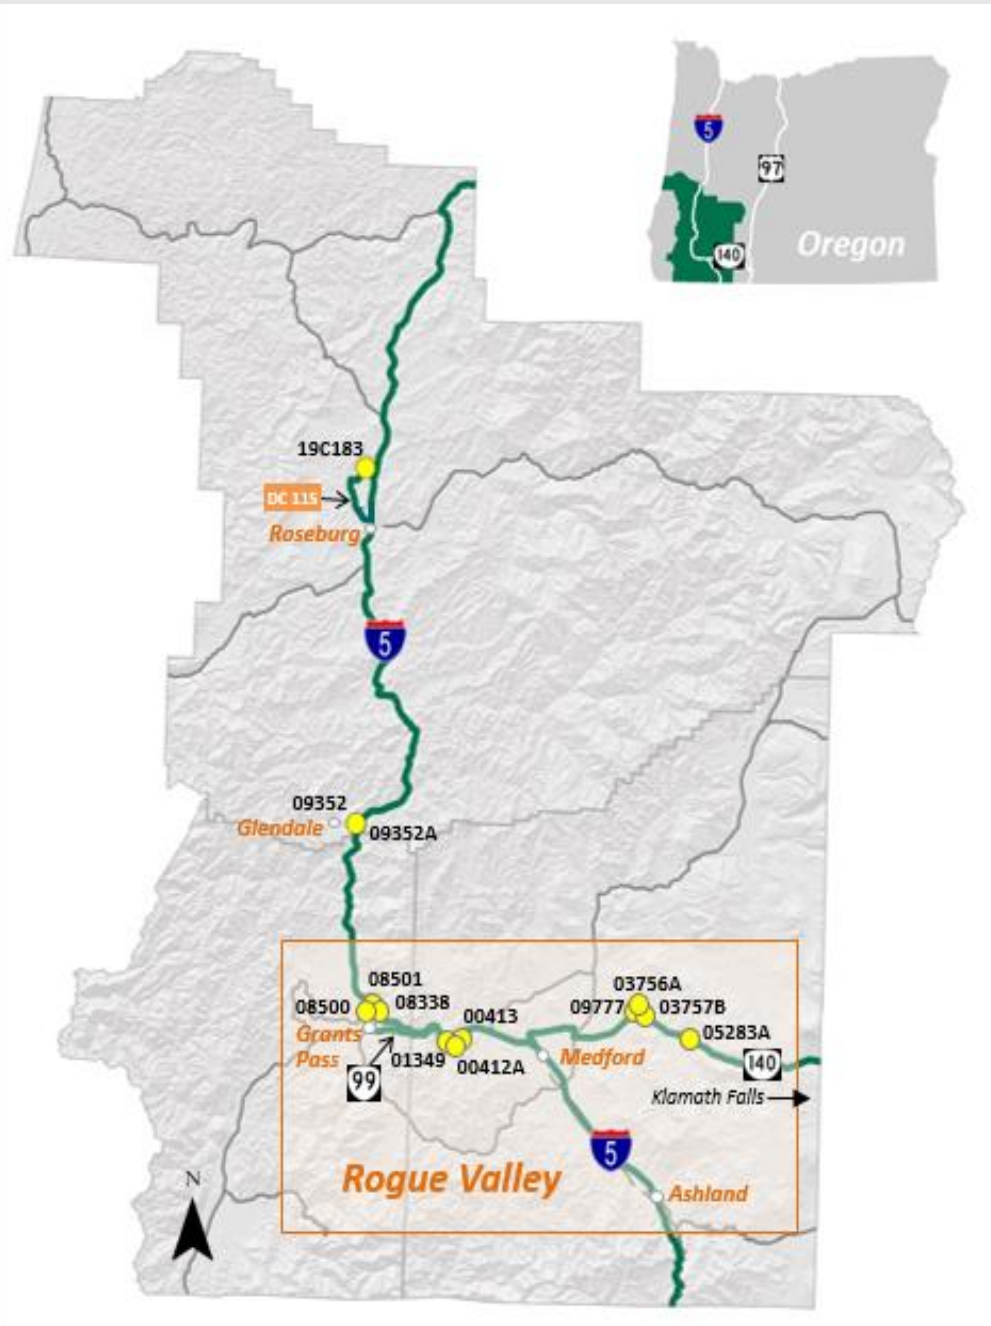 5
97
140
Oregon
19C183
DC 115
Roseburg
5
09352
Glendale
09352A
08501
08500
08338
Grants
Pass
01349
99
00413
00412A
03756A
09777
03757B
05283A
140
Medford
Klamath Falls
5
Rogue Valley
Ashland
N